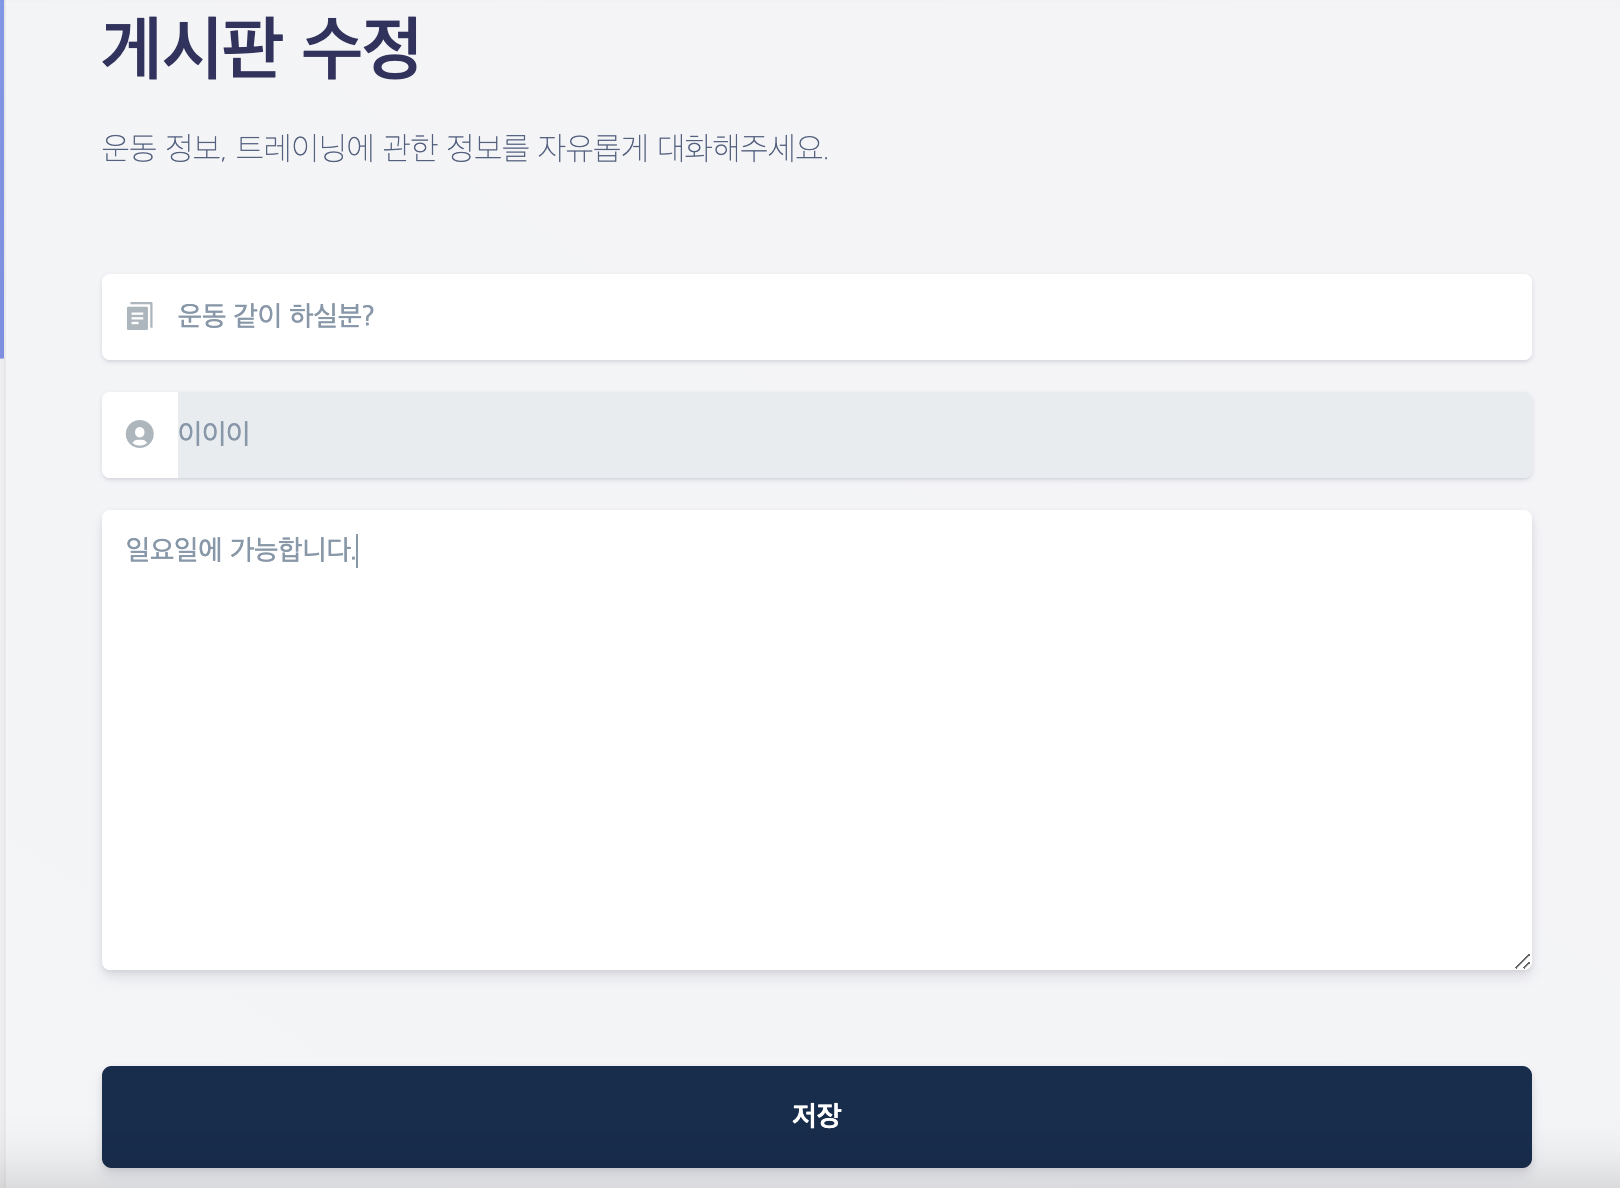 게시판 수정
운동 정보, 트레이닝에 관한 정보를 자유롭게 대화해주세요.
운동 같이 하실분?
이이이
일요일에 가능합니다.
저장